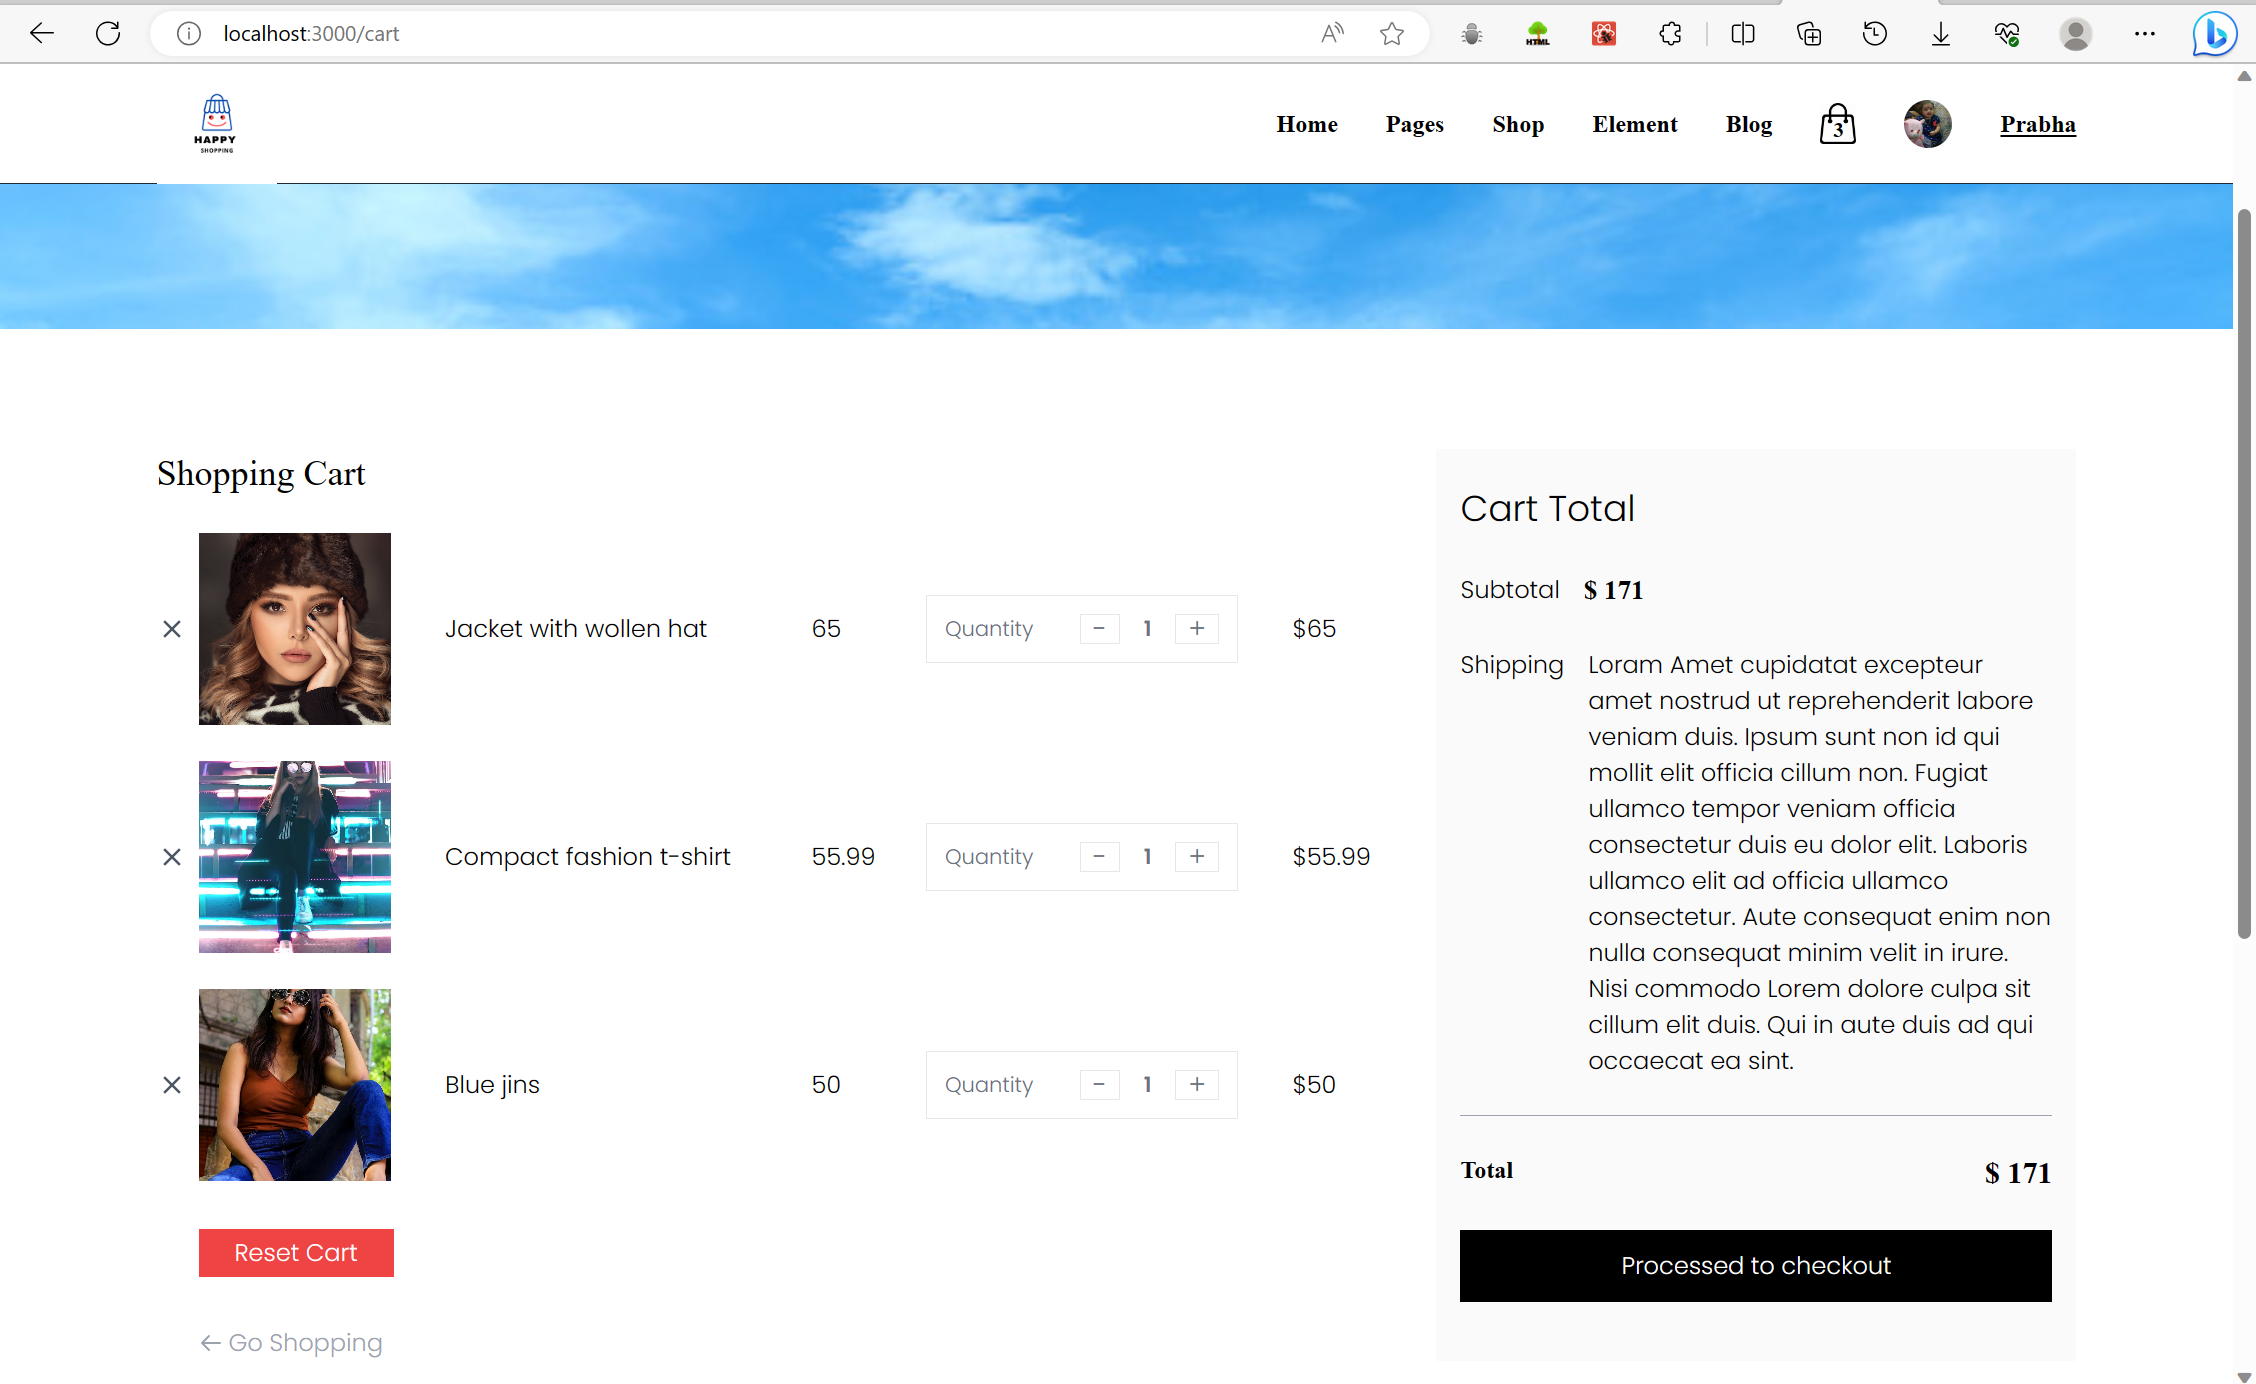 localhost:3000/cart
HTML
HAPPY
SHOPPING
Home Pages Shop Element Blog 3 Prabha
Shopping Cart
Jacket with wollen hat 65 Quantity - 1 + $65
Compact fashion t-shirt 55.99 Quantity - 1 + $55.99
Blue jins 50 Quantity - 1 + $50
Reset Cart
← Go Shopping
Cart Total
Subtotal $ 171
Shipping Loram Amet cupidatat excepteur
amet nostrud ut reprehenderit labore
veniam duis. Ipsum sunt non id qui
mollit elit officia cillum non. Fugiat
ullamco tempor veniam officia
consectetur duis eu dolor elit. Laboris
ullamco elit ad officia ullamco
consectetur. Aute consequat enim non
nulla consequat minim velit in irure.
Nisi commodo Lorem dolore culpa sit
cillum elit duis. Qui in aute duis ad qui
occaecat ea sint.
Total $ 171
Processed to checkout